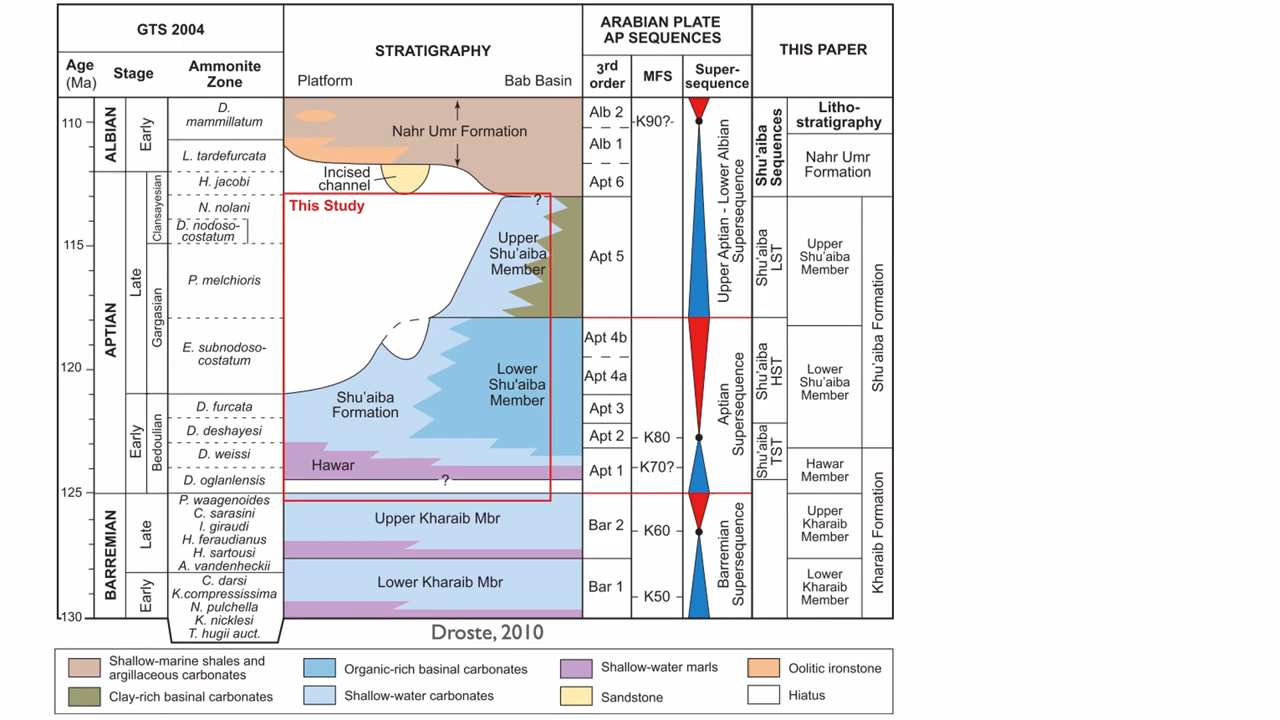 GTS 2004
STRATIGRAPHY
Platform
Bab Basin
ARABIAN PLATE
AP SEQUENCES
THIS PAPER
Age
(Ma)
Stage
Ammonite
Zone
3rd
order
MFS
Super-
sequence
110
115
120
125
130
ALBIAN
APTIAN
BARREMIAN
Early
Late
Early
Late
Early
Clansayesian
Gargasian
Bedoulian
D.
mammillatum
L. tardefurcata
H. jacobi
N. nolani
D. nodoso-
costatum
P. melchioris
E. subnodoso-
costatum
D. furcata
D. deshayesi
D. weissi
D. oglanlensis
P. waagenoides
C. sarasini
I. giraudi
H. feraudianus
H. sartousi
A. vandenheckii
C. darsi
K.compressissima
N. pulchella
K. nicklesi
T. hugii auct.
Nahr Umr Formation
Incised
channel
This Study
?
Upper
Shu'aiba
Member
Lower
Shu'aiba
Member
Shu'aiba
Formation
Hawar
?
Upper Kharaib Mbr
Lower Kharaib Mbr
Alb 2
Alb 1
Apt 6
Apt 5
Apt 4b
Apt 4a
Apt 3
Apt 2
Apt 1
Bar 2
Bar 1
K90?
K80
K70?
K60
K50
Upper Aptian - Lower Albian
Supersequence
Aptian
Supersequence
Barremian
Supersequence
Shu'aiba
Sequences
Shu'aiba
LST
Shu'aiba
HST
Shu'aiba
TST
Litho-
stratigraphy
Nahr Umr
Formation
Upper
Shu'aiba
Member
Lower
Shu'aiba
Member
Hawar
Member
Upper
Kharaib
Member
Lower
Kharaib
Member
Shu'aiba Formation
Kharaib Formation
Droste, 2010
Shallow-marine shales and
argillaceous carbonates
Organic-rich basinal carbonates
Shallow-water marls
Oolitic ironstone
Clay-rich basinal carbonates
Shallow-water carbonates
Sandstone
Hiatus